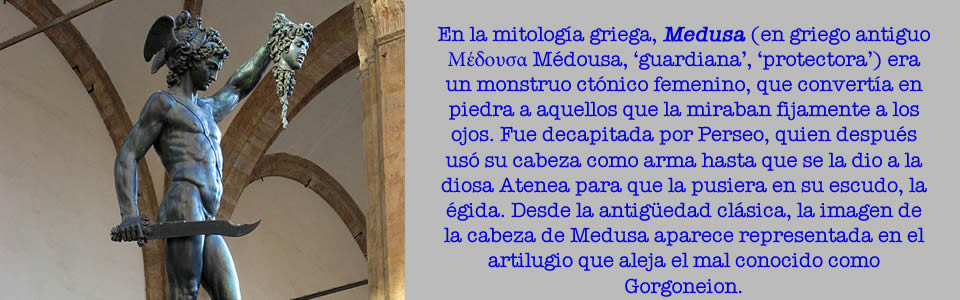 En la mitología griega, Medusa (en griego antiguo
Μέδουσα Médousa, ‘guardiana’, ‘protectora’) era
un monstruo ctónico femenino, que convertía en
piedra a aquellos que la miraban fijamente a los
ojos. Fue decapitada por Perseo, quien después
usó su cabeza como arma hasta que se la dio a la
diosa Atenea para que la pusiera en su escudo, la
égida. Desde la antigüedad clásica, la imagen de
la cabeza de Medusa aparece representada en el
artilugio que aleja el mal conocido como
Gorgoneion.